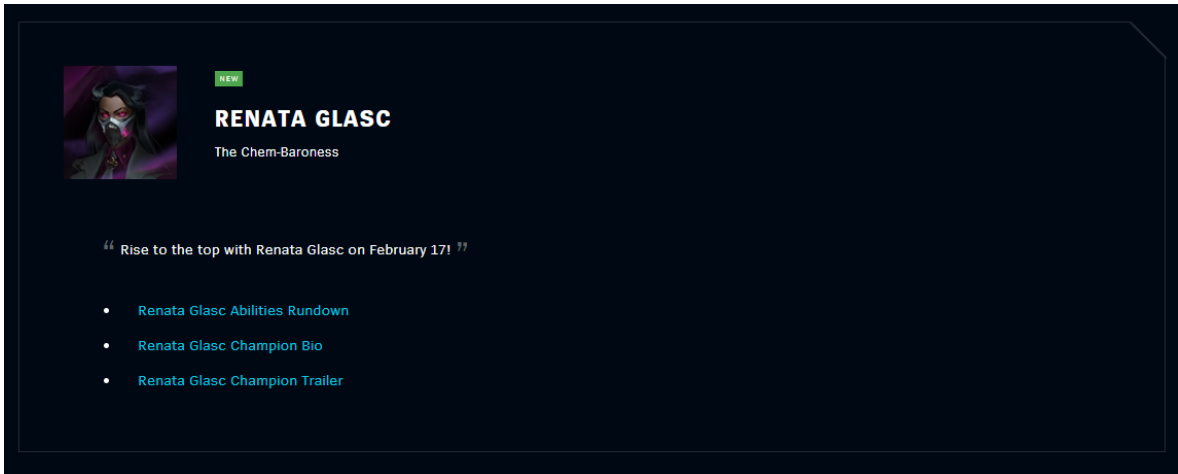 NEW
RENATA GLASC
The Chem-Baroness
“ Rise to the top with Renata Glasc on February 17! ”
• Renata Glasc Abilities Rundown
• Renata Glasc Champion Bio
• Renata Glasc Champion Trailer